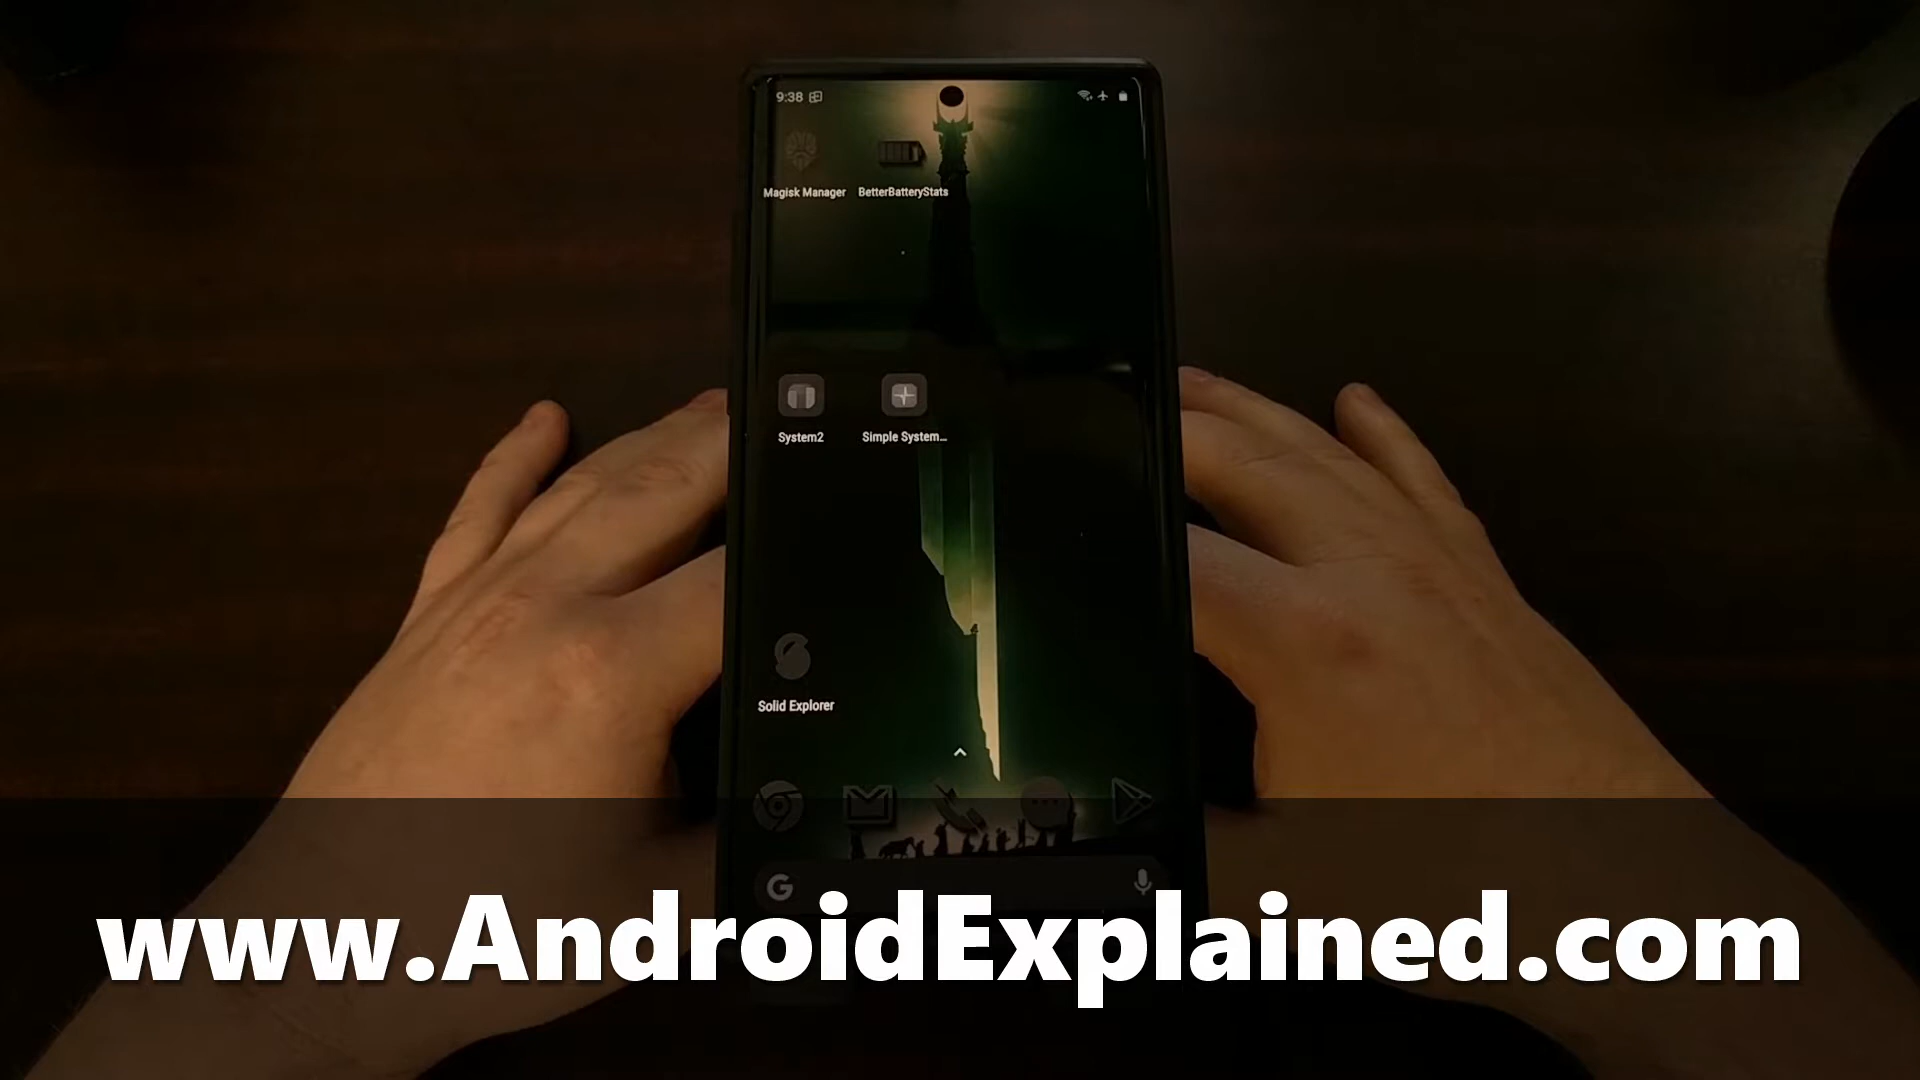 9:38
Magisk Manager
BetterBatteryStats
System2
Simple System...
Solid Explorer
G
www.AndroidExplained.com